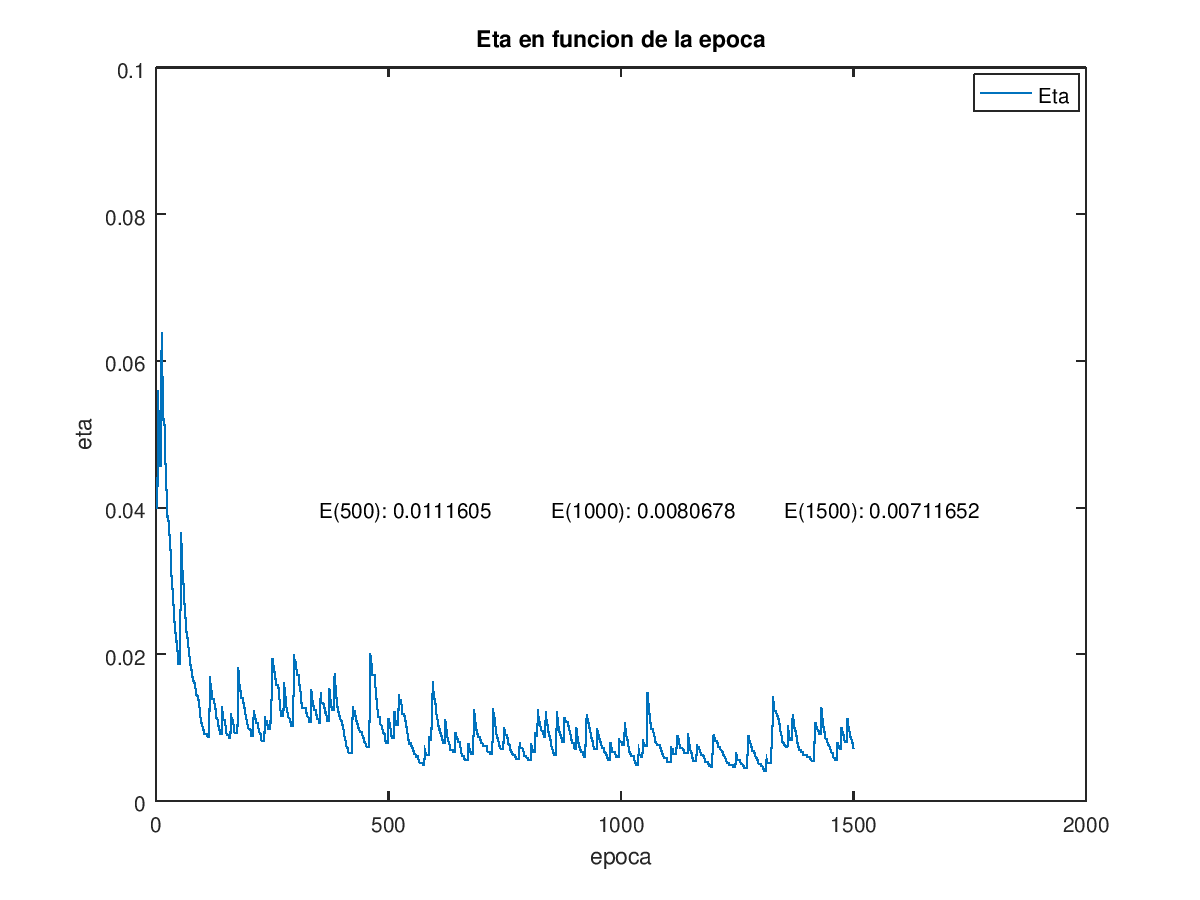 Eta en funcion de la epoca
0.1
Eta
0.08
0.06
eta
0.04
E(500): 0.0111605
E(1000): 0.0080678
E(1500): 0.00711652
0.02
0
0
500
1000
1500
2000
epoca